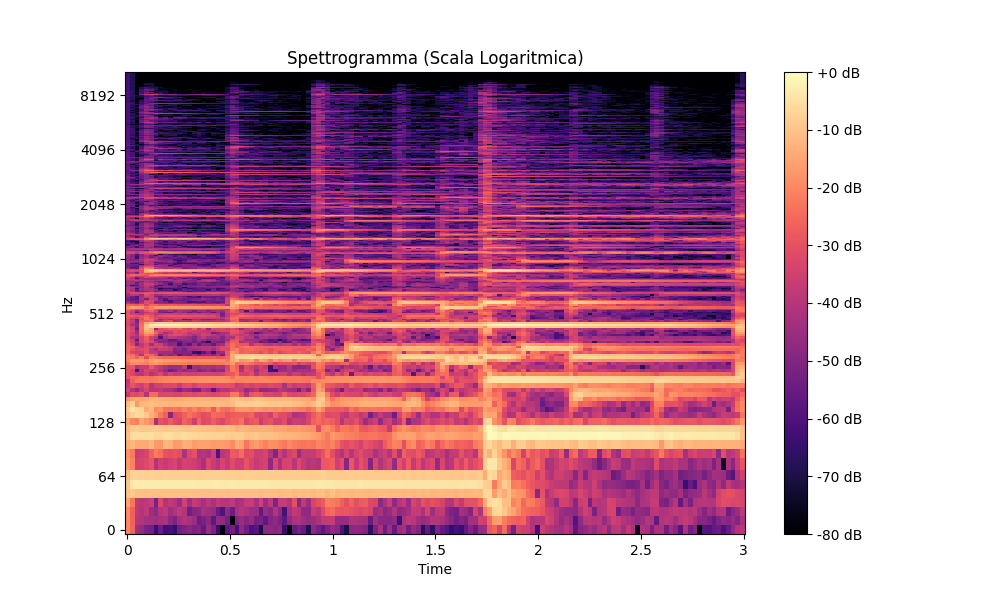 Spettrogramma (Scala Logaritmica)
Hz
8192
4096
2048
1024
512
256
128
64
0
0
0.5
1
1.5
2
2.5
3
Time
+0 dB
-10 dB
-20 dB
-30 dB
-40 dB
-50 dB
-60 dB
-70 dB
-80 dB